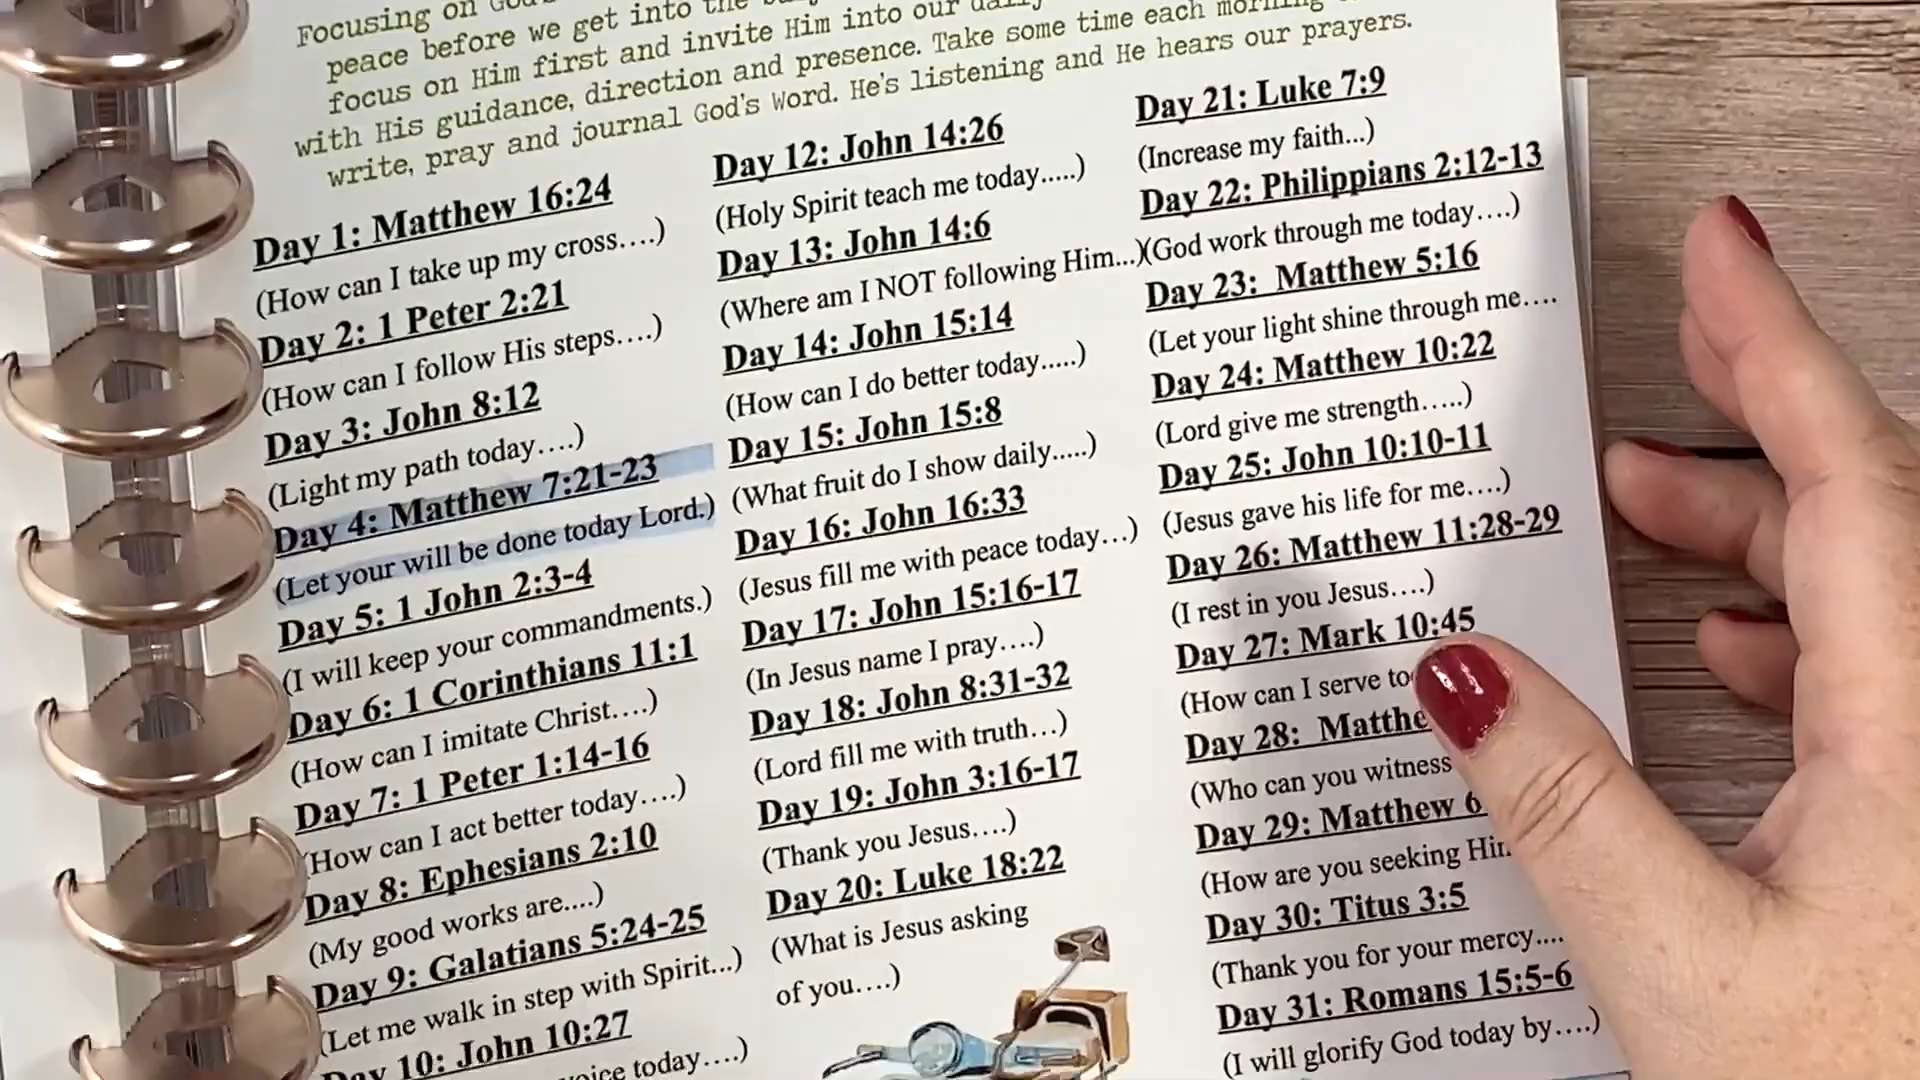 Focusing on
peace before we get into the
focus on Him first and invite Him into our daily
with His guidance, direction and presence. Take some time each morning
write, pray and journal God's Word. He's listening and He hears our prayers.
Day 1: Matthew 16:24
(How can I take up my cross....)
Day 2: 1 Peter 2:21
(How can I follow His steps....)
Day 3: John 8:12
(Light my path today....)
Day 4: Matthew 7:21-23
(Let your will be done today Lord.)
Day 5: 1 John 2:3-4
(I will keep your commandments.)
Day 6: 1 Corinthians 11:1
(How can I imitate Christ....)
Day 7: 1 Peter 1:14-16
(How can I act better today....)
Day 8: Ephesians 2:10
(My good works are....)
Day 9: Galatians 5:24-25
(Let me walk in step with Spirit...)
Day 10: John 10:27
today....)
Day 12: John 14:26
(Holy Spirit teach me today.....)
Day 13: John 14:6
(Where am I NOT following Him...)
Day 14: John 15:14
(How can I do better today.....)
Day 15: John 15:8
(What fruit do I show daily.....)
Day 16: John 16:33
(Jesus fill me with peace today...)
Day 17: John 15:16-17
(In Jesus name I pray....)
Day 18: John 8:31-32
(Lord fill me with truth...)
Day 19: John 3:16-17
(Thank you Jesus....)
Day 20: Luke 18:22
(What is Jesus asking
of you....)
Day 21: Luke 7:9
(Increase my faith...)
Day 22: Philippians 2:12-13
(God work through me today....)
Day 23: Matthew 5:16
(Let your light shine through me....
Day 24: Matthew 10:22
(Lord give me strength.....)
Day 25: John 10:10-11
(Jesus gave his life for me....)
Day 26: Matthew 11:28-29
(I rest in you Jesus....)
Day 27: Mark 10:45
(How can I serve
Day 28:
(Who can you witness
Day 29: Matthew 6
(How are you seeking
Day 30: Titus 3:5
(Thank you for your mercy....
Day 31: Romans 15:5-6
(I will glorify God today by....)